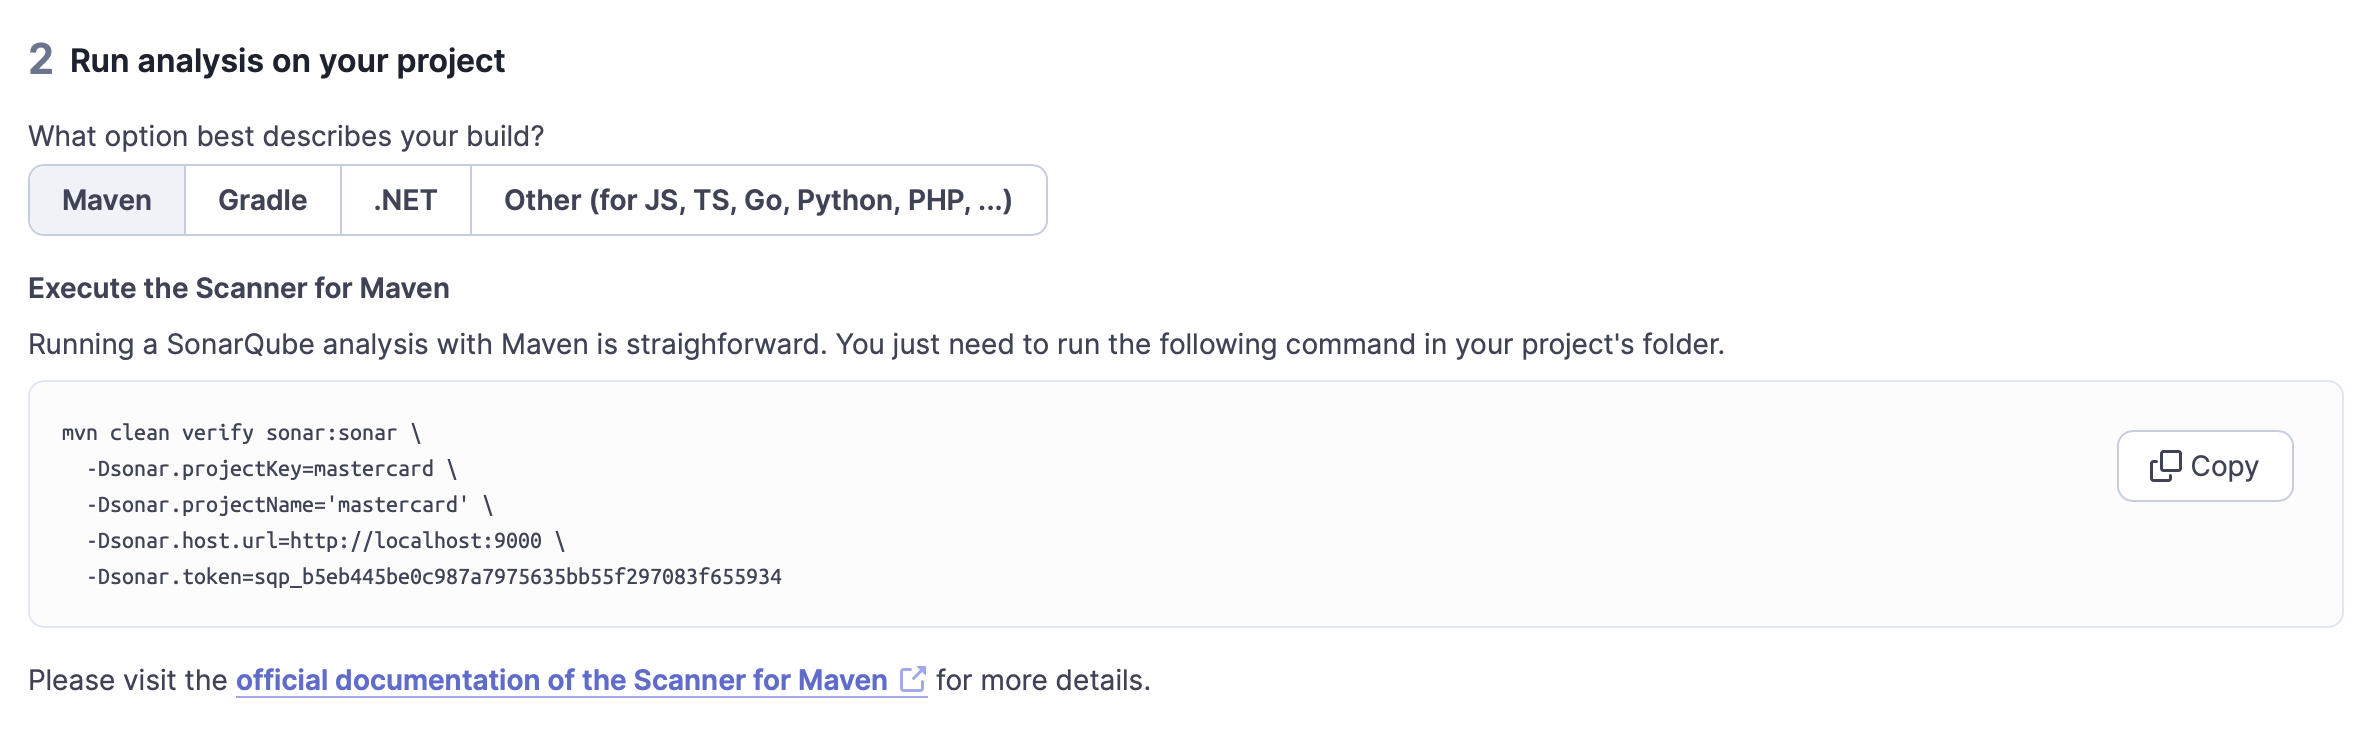 2 Run analysis on your project
What option best describes your build?
Maven Gradle .NET Other (for JS, TS, Go, Python, PHP, ...)
Execute the Scanner for Maven
Running a SonarQube analysis with Maven is straighforward. You just need to run the following command in your project's folder.
mvn clean verify sonar:sonar \
  -Dsonar.projectKey=mastercard \
  -Dsonar.projectName='mastercard' \
  -Dsonar.host.url=http://localhost:9000 \
  -Dsonar.token=sqp_b5eb445be0c987a7975635bb55f297083f655934
Copy
Please visit the official documentation of the Scanner for Maven for more details.